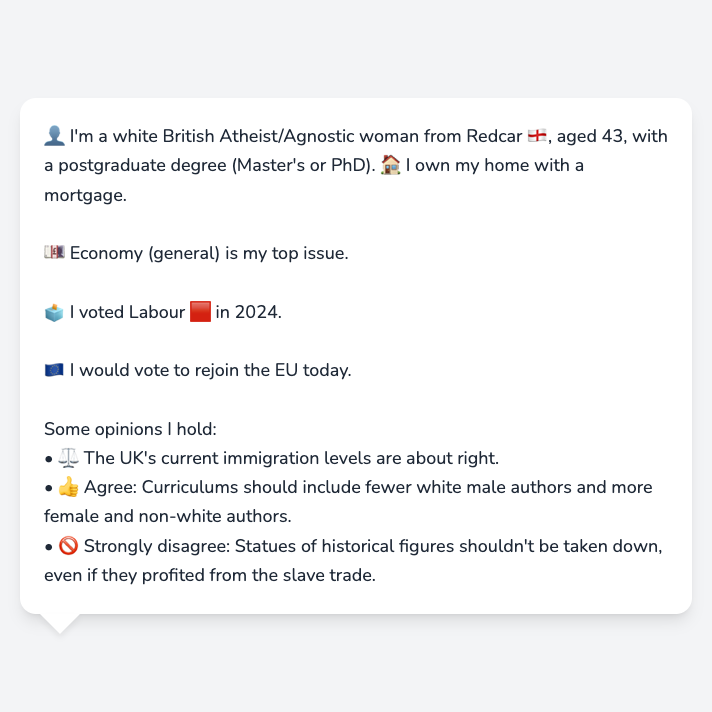 👤 I'm a white British Atheist/Agnostic woman from Redcar 🏴󠁧󠁢󠁥󠁮󠁧󠁿, aged 43, with
a postgraduate degree (Master's or PhD). 🏠 I own my home with a
mortgage.
💷 Economy (general) is my top issue.
🗳️ I voted Labour 🟥 in 2024.
🇪🇺 I would vote to rejoin the EU today.
Some opinions I hold:
• ⚖️ The UK's current immigration levels are about right.
• 👍 Agree: Curriculums should include fewer white male authors and more
female and non-white authors.
• 🚫 Strongly disagree: Statues of historical figures shouldn't be taken down,
even if they profited from the slave trade.